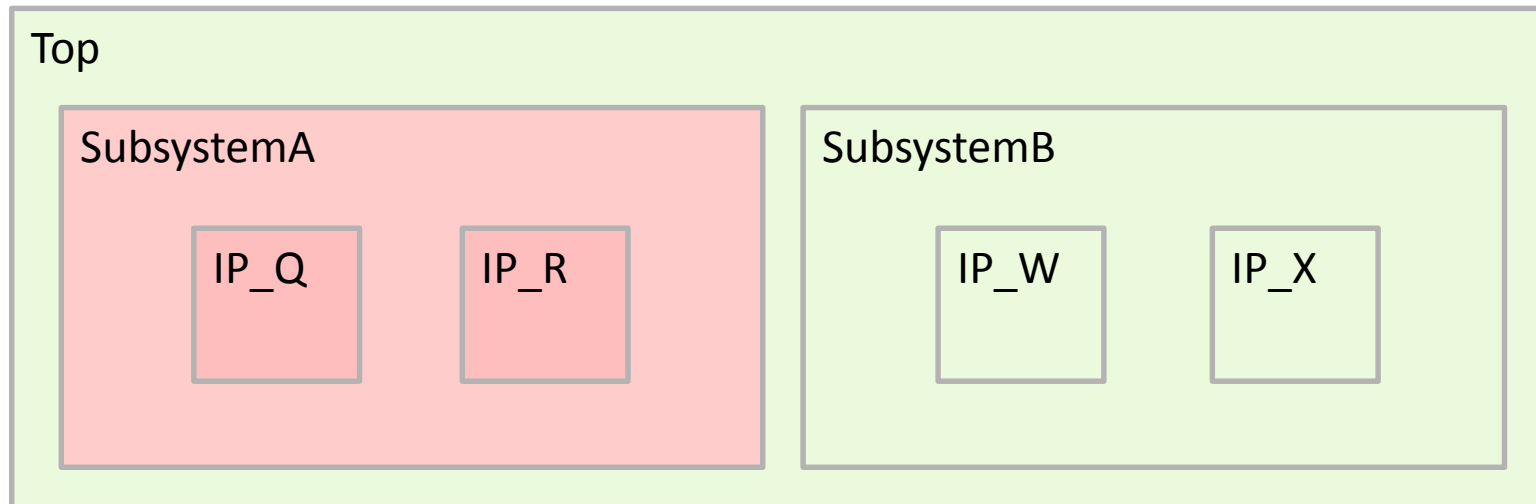 Top
SubsystemA
SubsystemB
IP_Q
IP_R
IP_W
IP_X